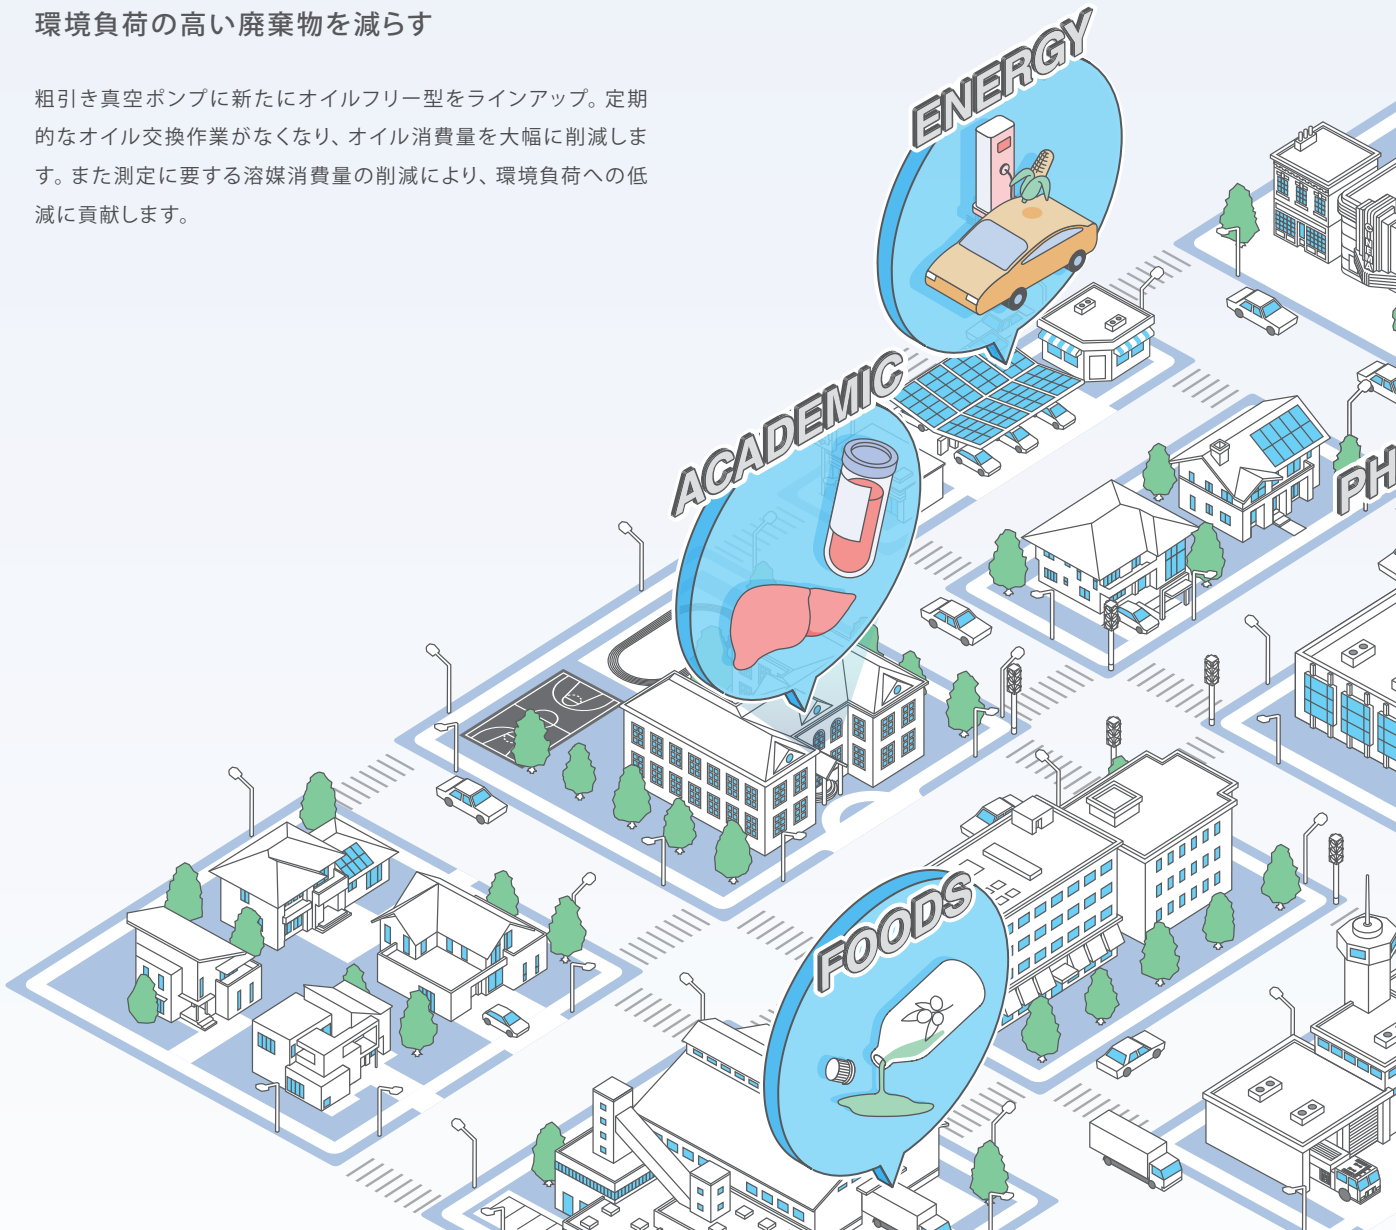 環境負荷の高い廃棄物を減らす
粗引き真空ポンプに新たにオイルフリー型をラインアップ。定期
的なオイル交換作業がなくなり、オイル消費量を大幅に削減しま
す。また測定に要する溶媒消費量の削減により、環境負荷への低
減に貢献します。
ENERGY
ACADEMIC
PH
FOODS